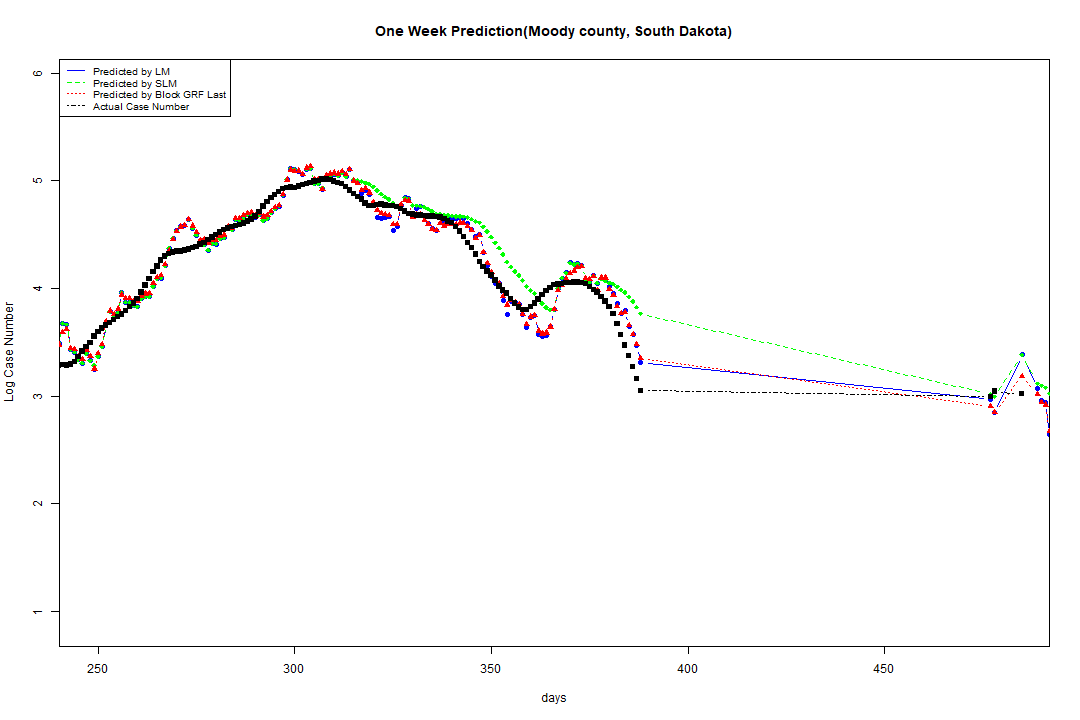 One Week Prediction(Moody county, South Dakota)
Predicted by LM
Predicted by SLM
Predicted by Block GRF Last
Actual Case Number
6
5
4
3
2
1
Log Case Number
250 300 350 400 450
days